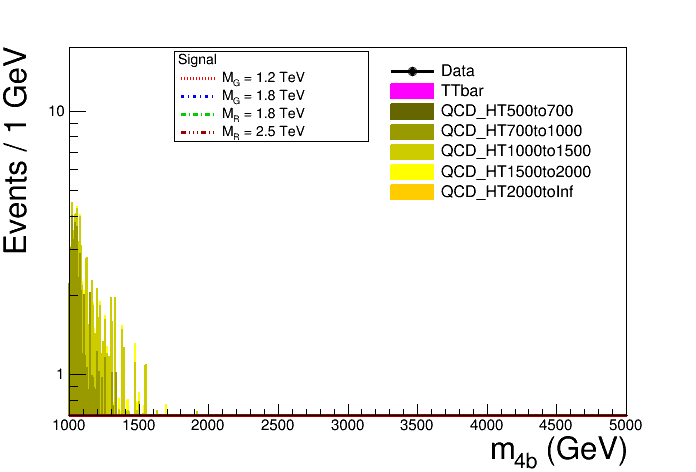 Signal
M_G = 1.2 TeV
M_G = 1.8 TeV
M_R = 1.8 TeV
M_R = 2.5 TeV
Data
TTbar
QCD_HT500to700
QCD_HT700to1000
QCD_HT1000to1500
QCD_HT1500to2000
QCD_HT2000toInf
Events / 1 GeV
10
1
1000 1500 2000 2500 3000 3500 4000 4500 5000
m_4b (GeV)